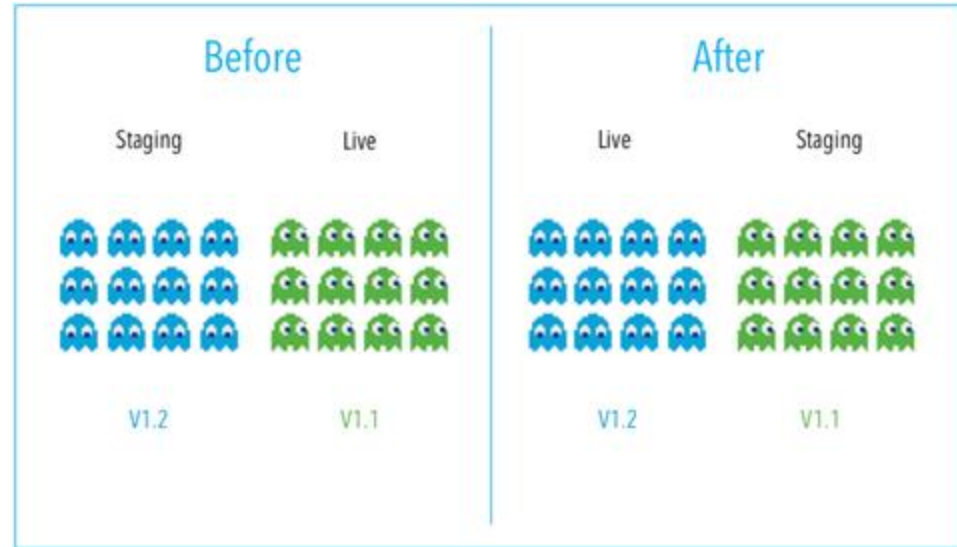 Before
Staging Live
V1.2 V1.1
After
Live Staging
V1.2 V1.1